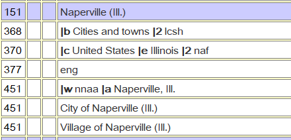 151 Naperville (Ill.)
368 |b Cities and towns |2 lcsh
370 |c United States |e Illinois |2 naf
377 eng
451 |w nnaa |a Naperville, Ill.
451 City of Naperville (Ill.)
451 Village of Naperville (Ill.)